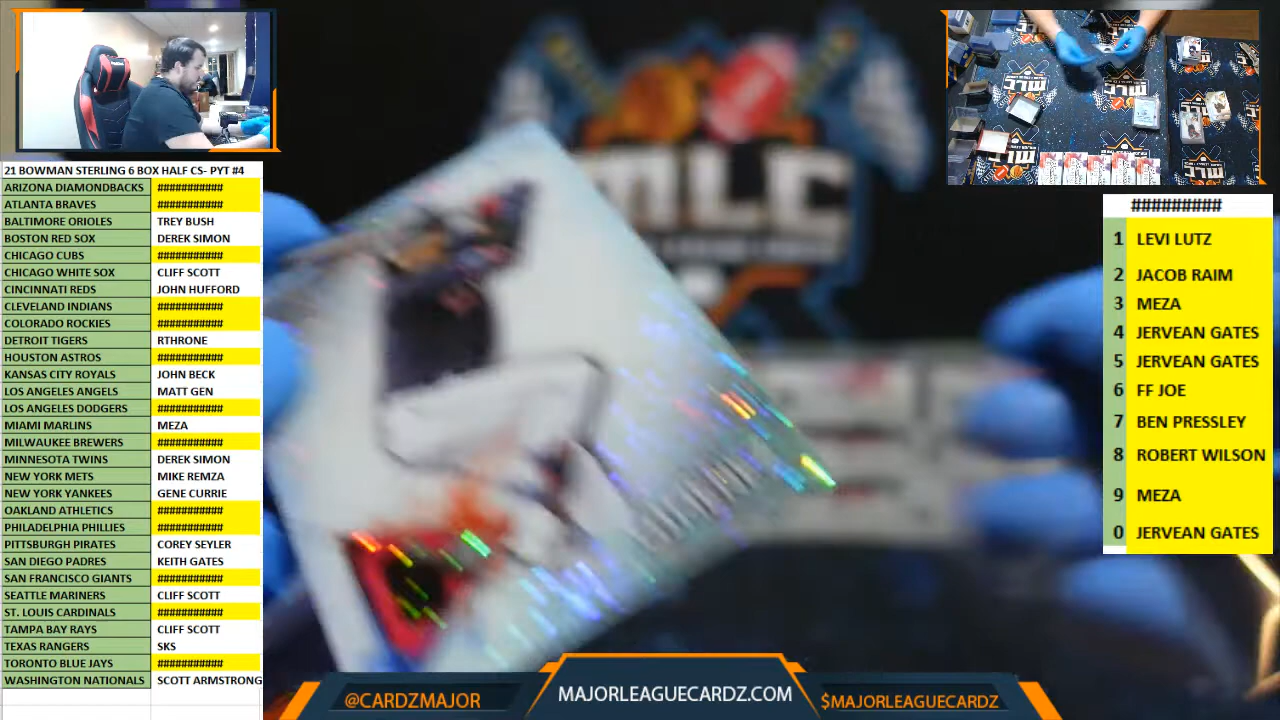 21 BOWMAN STERLING 6 BOX HALF CS- PYT #4
ARIZONA DIAMONDBACKS ###########
ATLANTA BRAVES ###########
BALTIMORE ORIOLES TREY BUSH
BOSTON RED SOX DEREK SIMON
CHICAGO CUBS ###########
CHICAGO WHITE SOX CLIFF SCOTT
CINCINNATI REDS JOHN HUFFORD
CLEVELAND INDIANS ###########
COLORADO ROCKIES ###########
DETROIT TIGERS RTHRONE
HOUSTON ASTROS ###########
KANSAS CITY ROYALS JOHN BECK
LOS ANGELES ANGELS MATT GEN
LOS ANGELES DODGERS ###########
MIAMI MARLINS MEZA
MILWAUKEE BREWERS ###########
MINNESOTA TWINS DEREK SIMON
NEW YORK METS MIKE REMZA
NEW YORK YANKEES GENE CURRIE
OAKLAND ATHLETICS ###########
PHILADELPHIA PHILLIES ###########
PITTSBURGH PIRATES COREY SEYLER
SAN DIEGO PADRES KEITH GATES
SAN FRANCISCO GIANTS ###########
SEATTLE MARINERS CLIFF SCOTT
ST. LOUIS CARDINALS ###########
TAMPA BAY RAYS CLIFF SCOTT
TEXAS RANGERS SKS
TORONTO BLUE JAYS ###########
WASHINGTON NATIONALS SCOTT ARMSTRONG
MLC
#########
1 LEVI LUTZ
2 JACOB RAIM
3 MEZA
4 JERVEAN GATES
5 JERVEAN GATES
6 FF JOE
7 BEN PRESSLEY
8 ROBERT WILSON
9 MEZA
0 JERVEAN GATES
@CARDZMAJOR
MAJORLEAGUECARDZ.COM
$MAJORLEAGUECARDZ